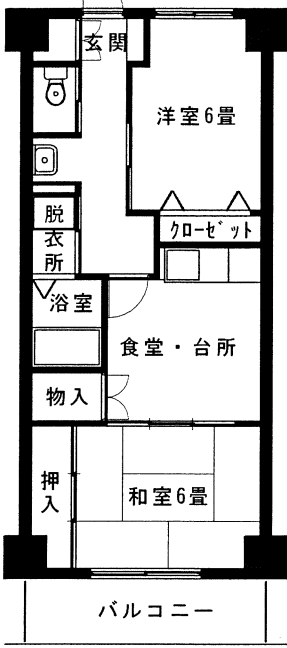 玄関
洋室6畳
クローゼット
脱衣所
浴室
食堂・台所
物入
押入
和室6畳
バルコニー